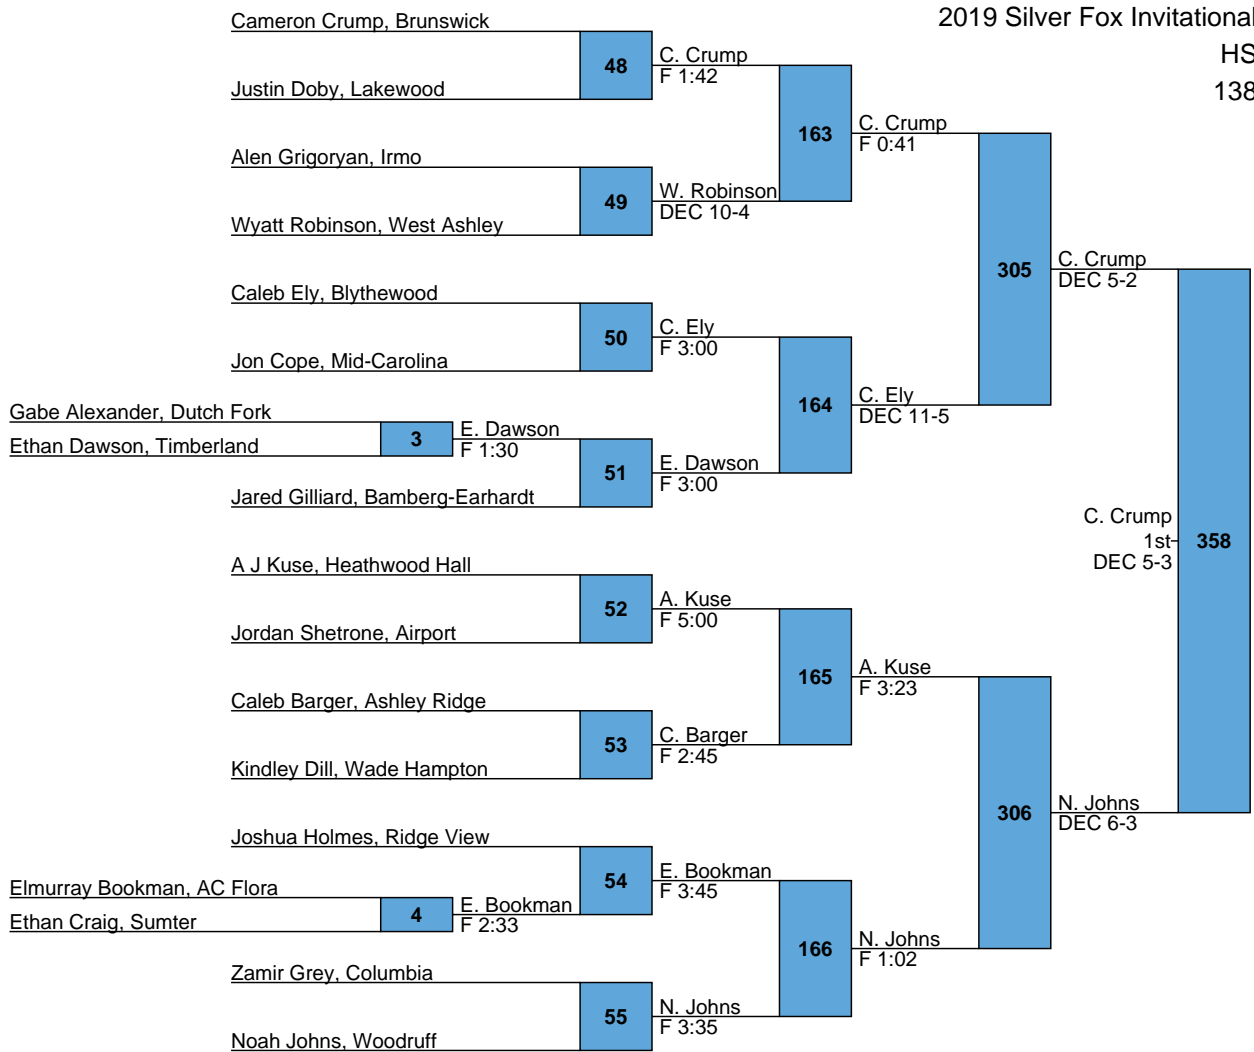 2019 Silver Fox Invitational
HS
138
Cameron Crump, Brunswick
48
C. Crump
F 1:42
Justin Doby, Lakewood
163
C. Crump
F 0:41
Alen Grigoryan, Irmo
49
W. Robinson
DEC 10-4
Wyatt Robinson, West Ashley
305
C. Crump
DEC 5-2
Caleb Ely, Blythewood
50
C. Ely
F 3:00
Jon Cope, Mid-Carolina
164
C. Ely
DEC 11-5
Gabe Alexander, Dutch Fork
3
E. Dawson
F 1:30
Ethan Dawson, Timberland
51
E. Dawson
F 3:00
Jared Gilliard, Bamberg-Earhardt
C. Crump
1st
DEC 5-3
358
A J Kuse, Heathwood Hall
52
A. Kuse
F 5:00
Jordan Shetrone, Airport
165
A. Kuse
F 3:23
Caleb Barger, Ashley Ridge
53
C. Barger
F 2:45
Kindley Dill, Wade Hampton
306
N. Johns
DEC 6-3
Joshua Holmes, Ridge View
54
E. Bookman
F 3:45
Elmurray Bookman, AC Flora
4
E. Bookman
F 2:33
Ethan Craig, Sumter
166
N. Johns
F 1:02
Zamir Grey, Columbia
55
N. Johns
F 3:35
Noah Johns, Woodruff